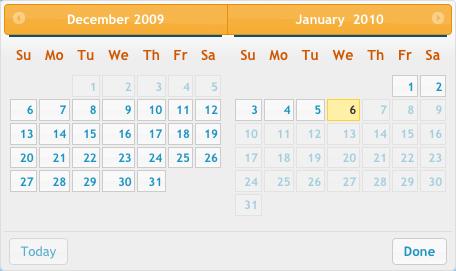 December 2009
Su Mo Tu We Th Fr Sa
1 2 3 4 5
6 7 8 9 10 11 12
13 14 15 16 17 18 19
20 21 22 23 24 25 26
27 28 29 30 31
January 2010
Su Mo Tu We Th Fr Sa
1 2
3 4 5 6 7 8 9
10 11 12 13 14 15 16
17 18 19 20 21 22 23
24 25 26 27 28 29 30
31
Today
Done